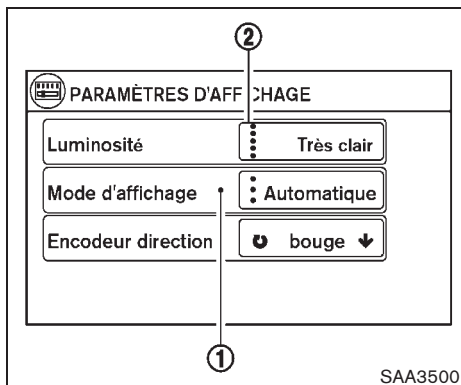 ②
PARAMÈTRES D'AFFICHAGE
Luminosité Très clair
Mode d'affichage Automatique
Encodeur direction bouge
①
SAA3500